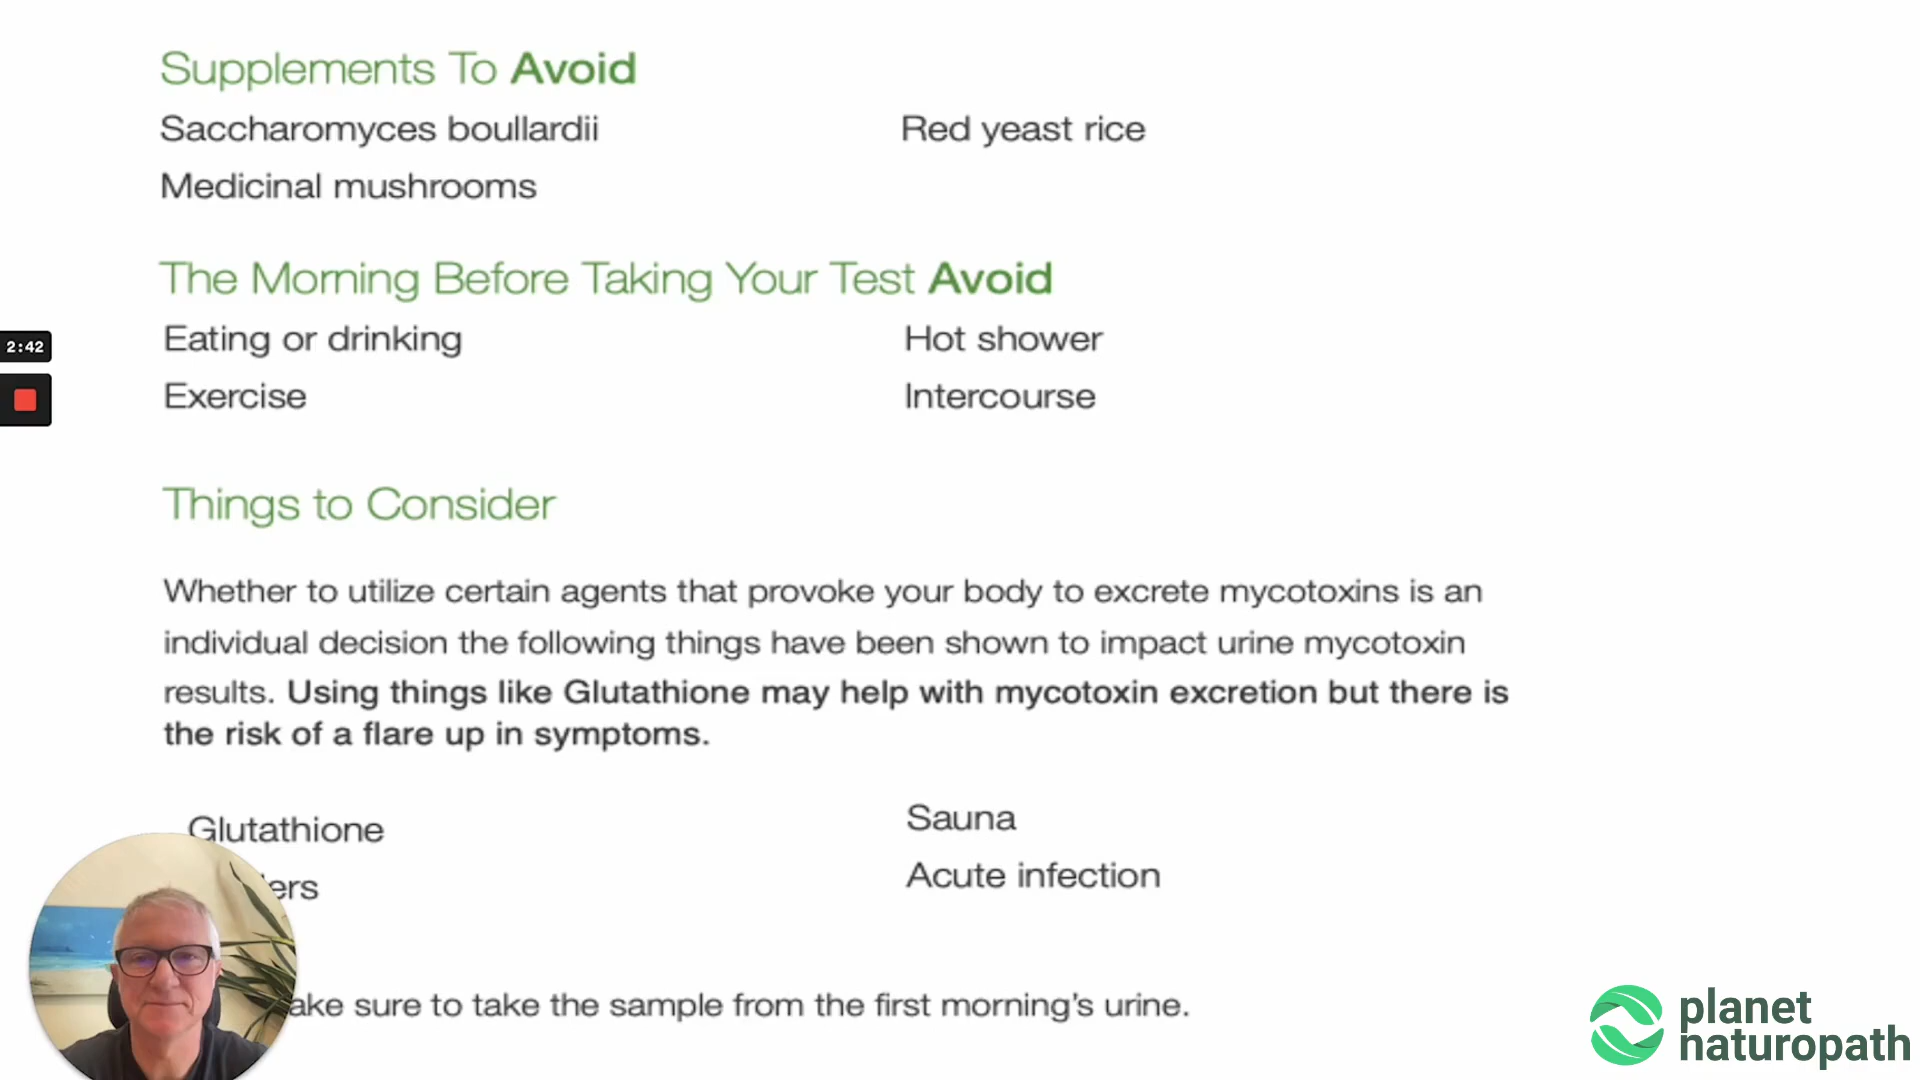 Supplements To Avoid
Saccharomyces boullardii
Red yeast rice
Medicinal mushrooms
The Morning Before Taking Your Test Avoid
Eating or drinking
Hot shower
2:42
Exercise
Intercourse
Things to Consider
Whether to utilize certain agents that provoke your body to excrete mycotoxins is an
individual decision the following things have been shown to impact urine mycotoxin
results. Using things like Glutathione may help with mycotoxin excretion but there is
the risk of a flare up in symptoms.
Glutathione
Sauna
Acute infection
sure to take the sample from the first morning's urine.
planet
naturopath